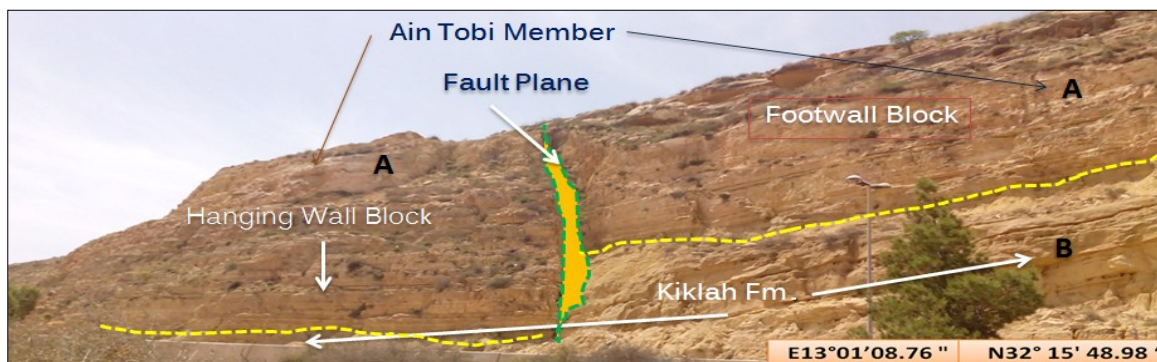 Ain Tobi Member
Fault Plane
A
Footwall Block
A
Hanging Wall Block
B
Kiklah Fm.
E13°01'08.76 " N32° 15' 48.98 "